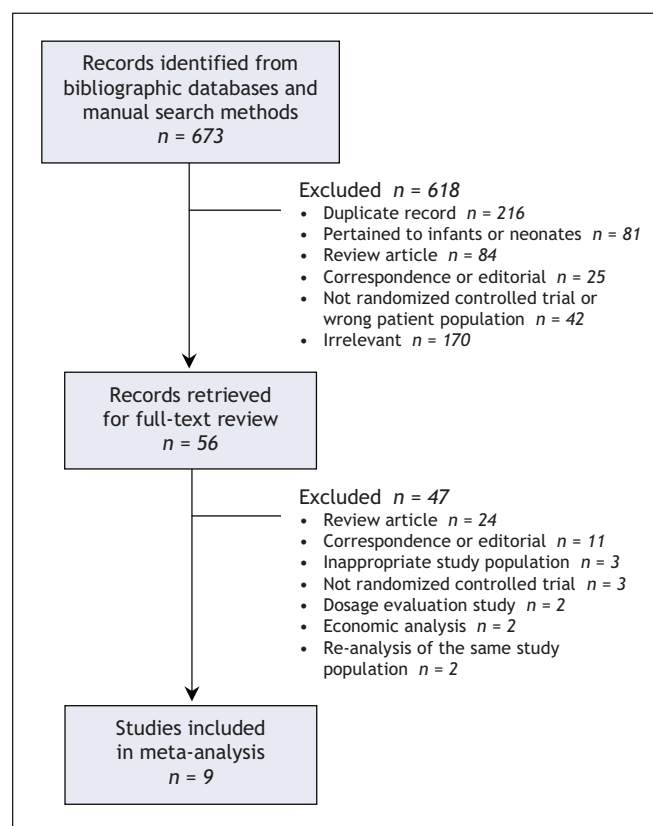 Records identified from
bibliographic databases and
manual search methods
n = 673
Excluded n = 618
• Duplicate record n = 216
• Pertained to infants or neonates n = 81
• Review article n = 84
• Correspondence or editorial n = 25
• Not randomized controlled trial or
wrong patient population n = 42
• Irrelevant n = 170
Records retrieved
for full-text review
n = 56
Excluded n = 47
• Review article n = 24
• Correspondence or editorial n = 11
• Inappropriate study population n = 3
• Not randomized controlled trial n = 3
• Dosage evaluation study n = 2
• Economic analysis n = 2
• Re-analysis of the same study
population n = 2
Studies included
in meta-analysis
n = 9